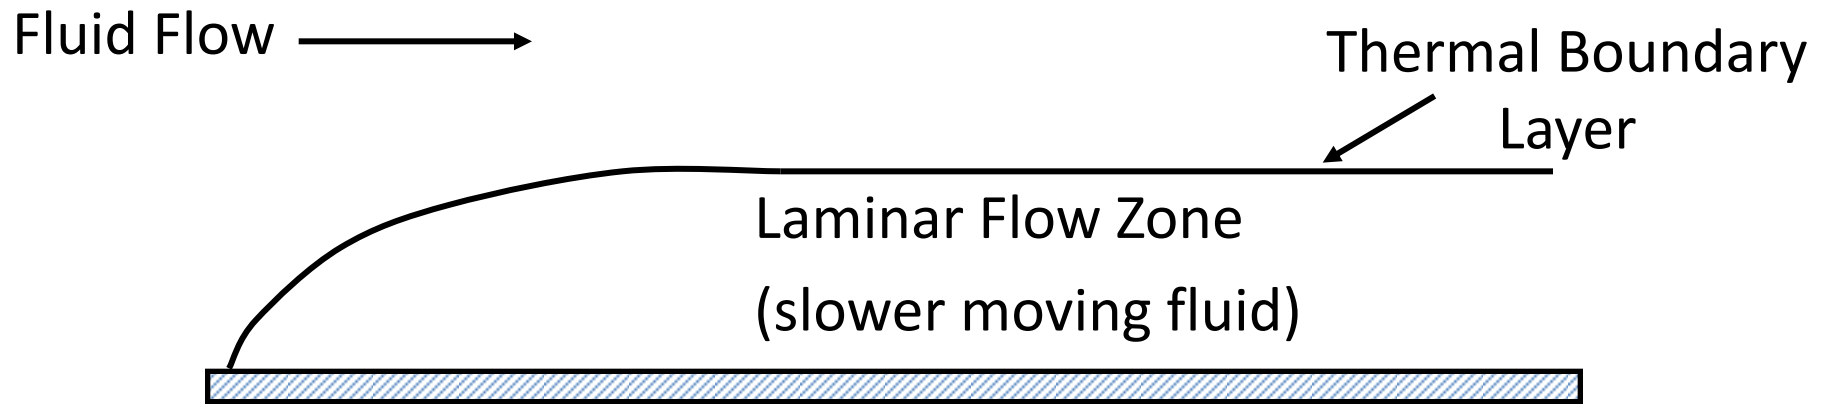 Fluid Flow
Thermal Boundary
Layer
Laminar Flow Zone
(slower moving fluid)